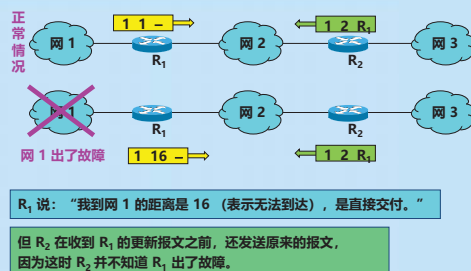 正常情况
1 1 −
1 2 R₁
网 1
网 2
网 3
R₁
R₂
网 1
网 2
网 3
R₁
R₂
网 1 出了故障
1 16 −
1 2 R₁
R₁ 说：“我到网 1 的距离是 16 （表示无法到达），是直接交付。”
但 R₂ 在收到 R₁ 的更新报文之前，还发送原来的报文，
因为这时 R₂ 并不知道 R₁ 出了故障。